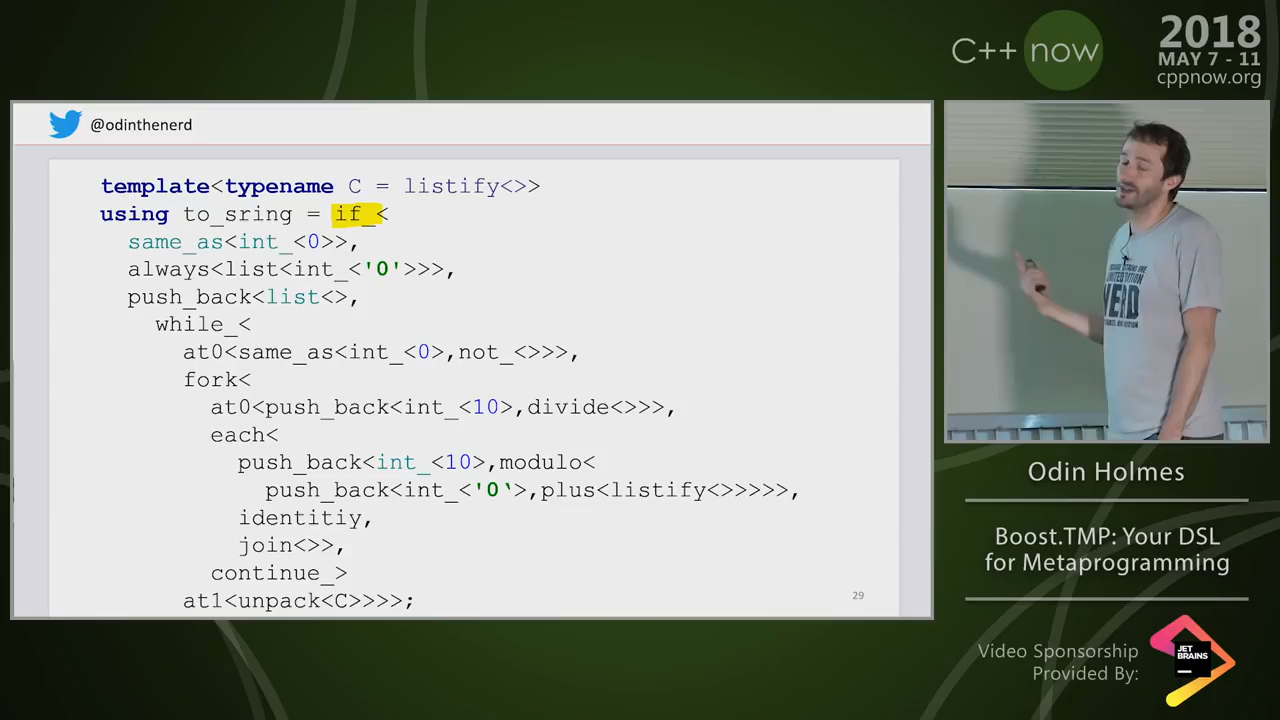 C++ now
2018
MAY 7 - 11
cppnow.org
@odinthenerd
template<typename C = listify<>>
using to_sring = if_<
same_as<int_<0>>,
always<list<int_<'0'>>>,
push_back<list<>,
while_<
at0<same_as<int_<0>,not_<>>>,
fork<
at0<push_back<int_<10>,divide<>>>,
each<
push_back<int_<10>,modulo<
push_back<int_<'0‘>,plus<listify<>>>>>,
identitiy,
join<>>,
continue_>
at1<unpack<C>>>>;
29
NERD
Odin Holmes
Boost.TMP: Your DSL
for Metaprogramming
Video Sponsorship
Provided By:
JET
BRAINS